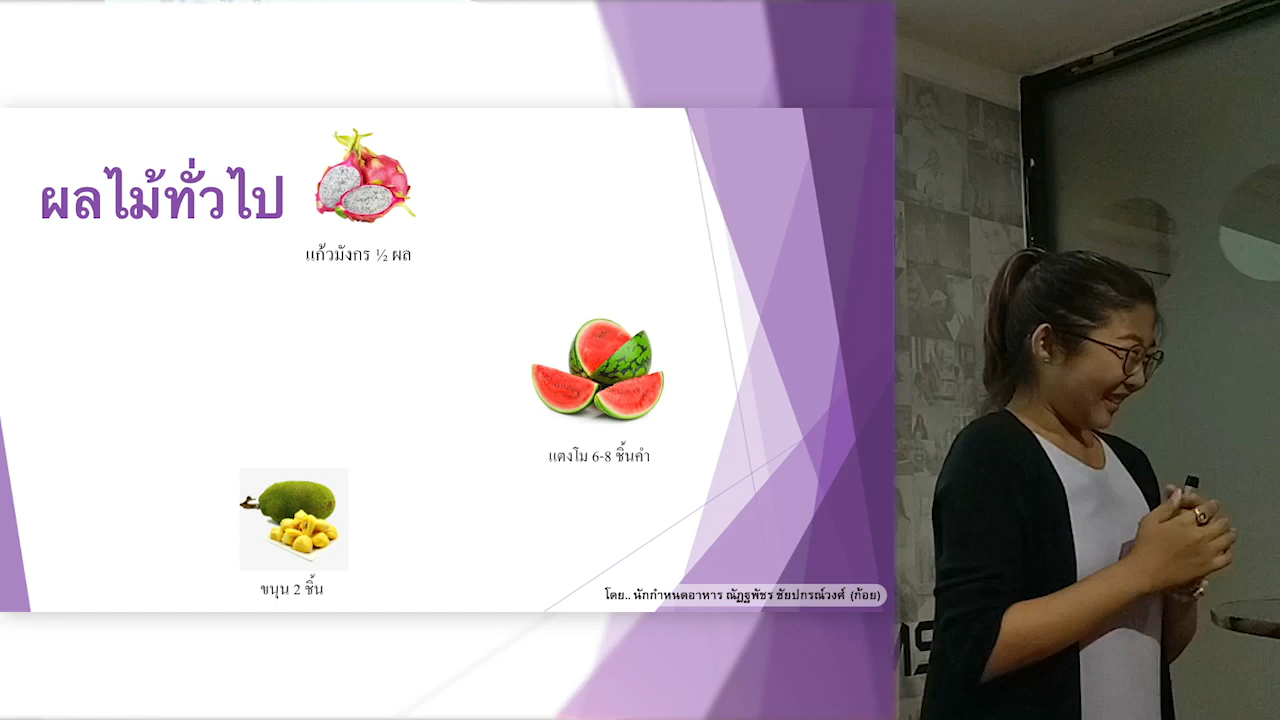 ผลไม้ทั่วไป
แก้วมังกร ½ ผล
แตงโม 6-8 ชิ้นคำ
ขนุน 2 ชิ้น
โดย.. นักกำหนดอาหาร ณัฏฐพัชร ชัยปกรณ์วงศ์ (ก้อย)